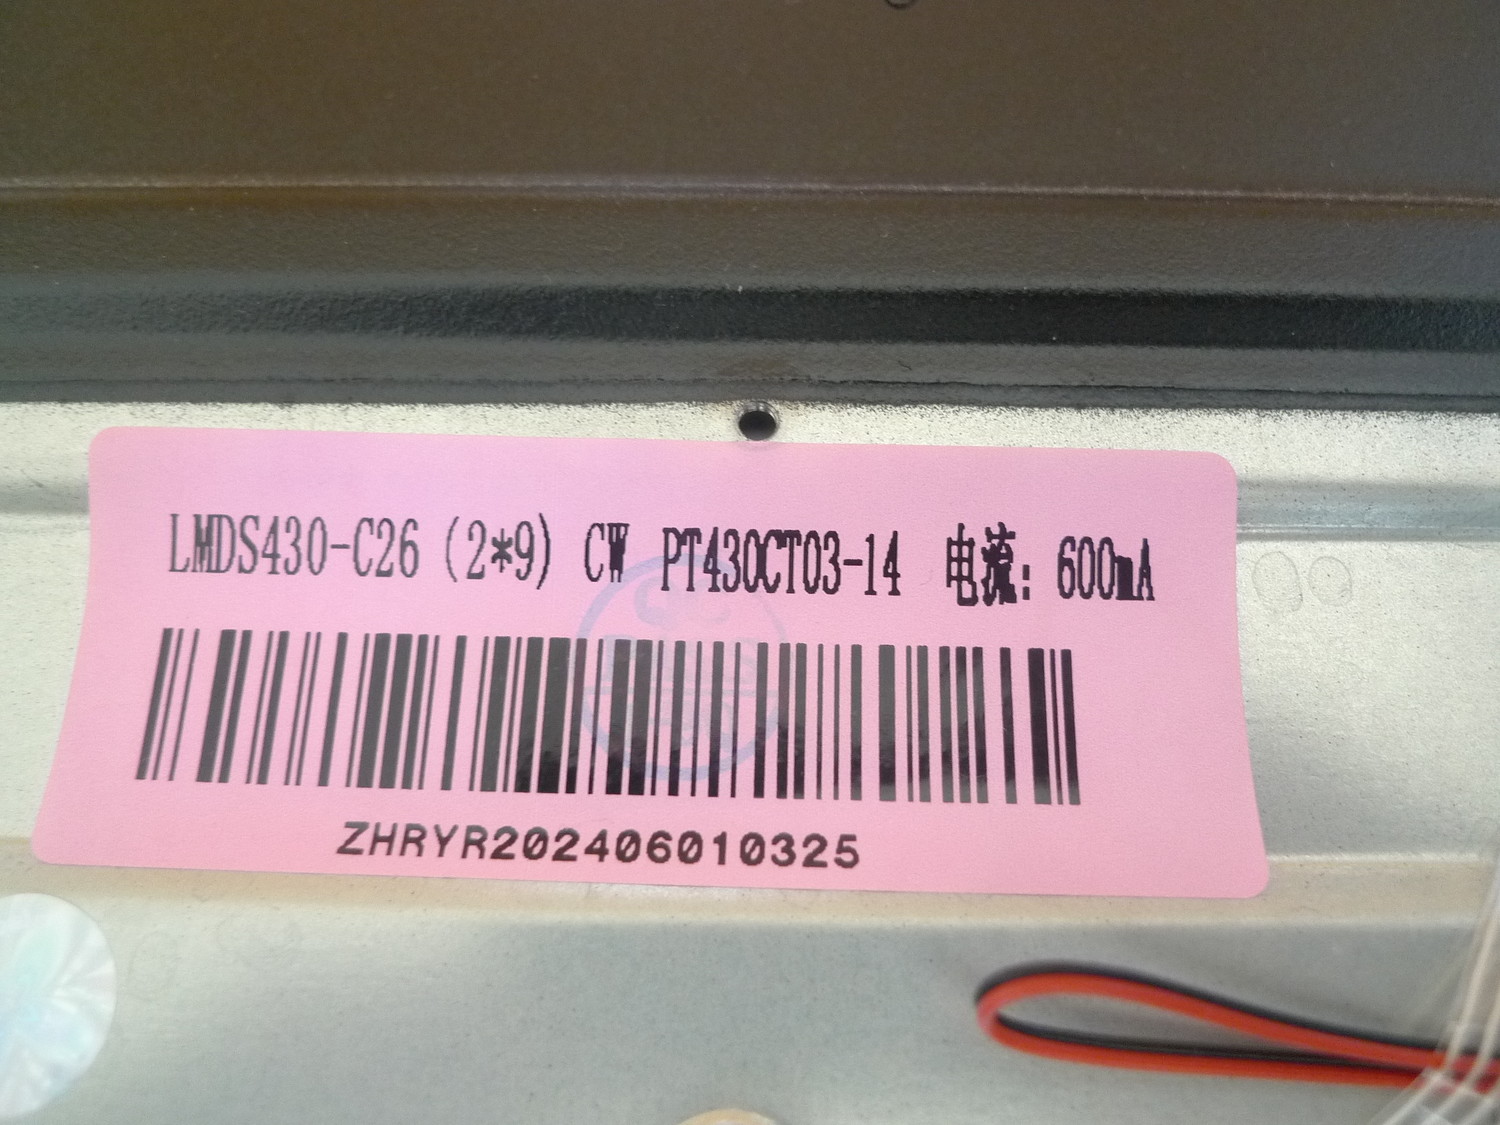 LMDS430-C26 (2*9) CW PT430CT03-14 电流: 600mA
ZHRYR202406010325